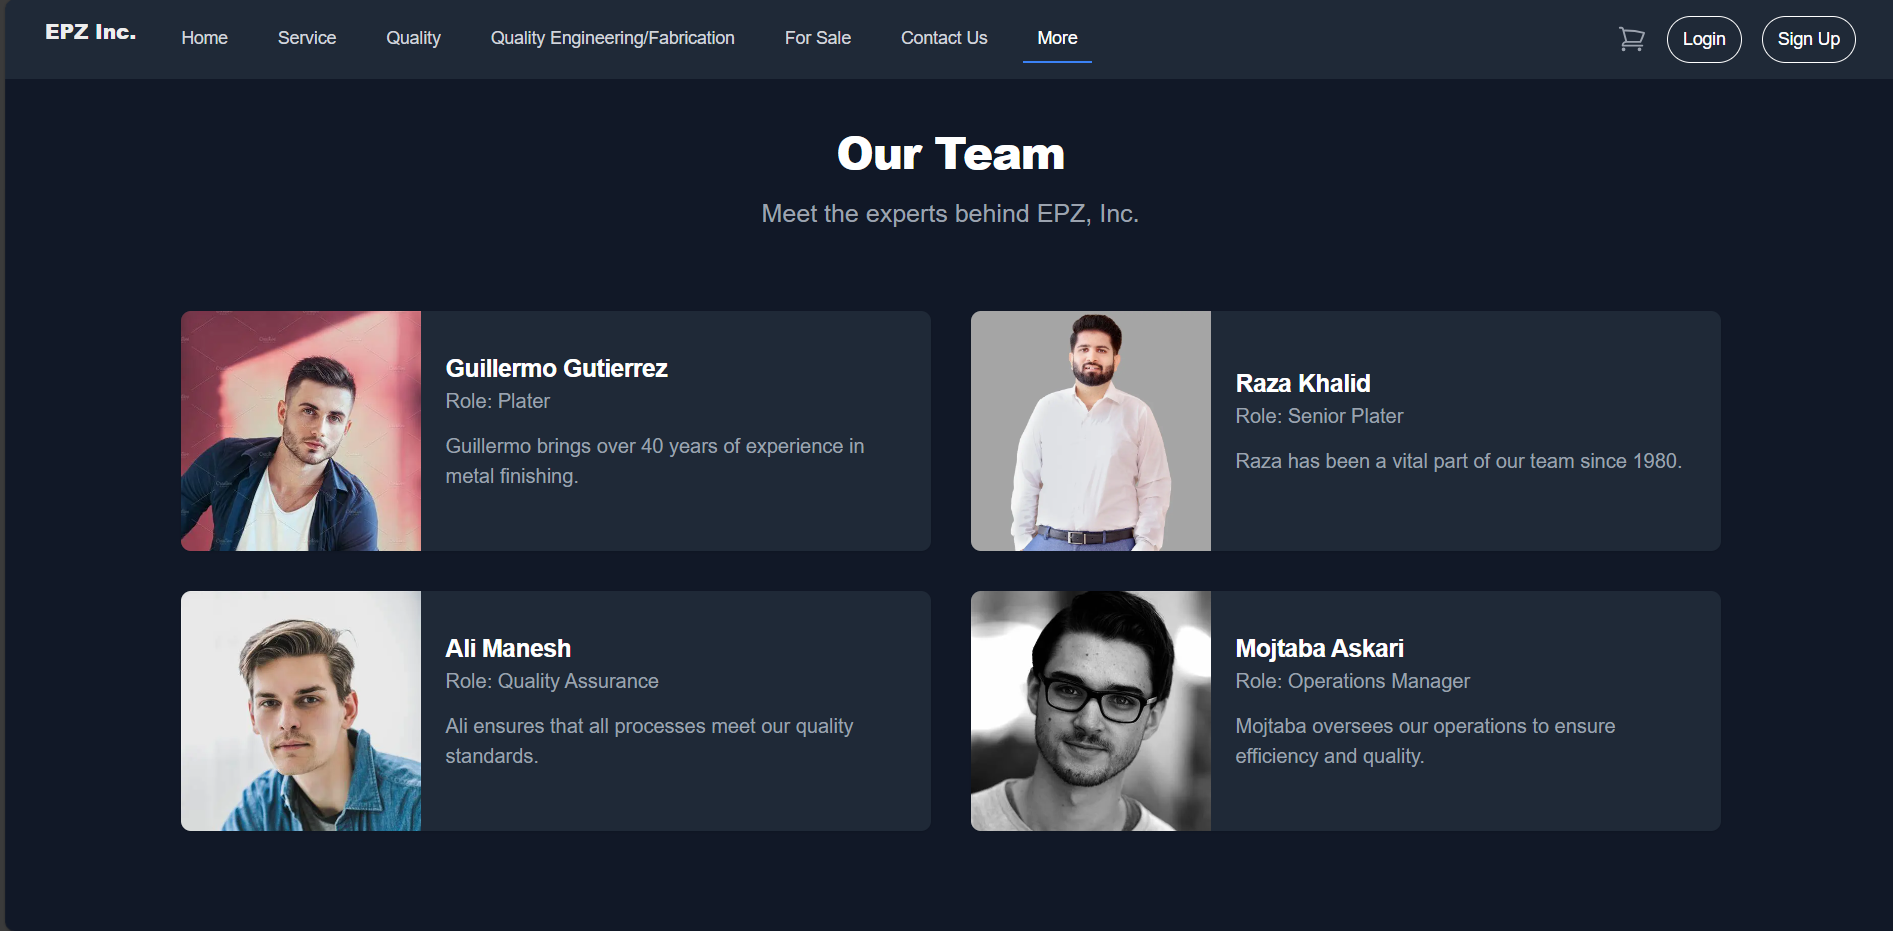 EPZ Inc.
Home
Service
Quality
Quality Engineering/Fabrication
For Sale
Contact Us
More
Login
Sign Up
Our Team
Meet the experts behind EPZ, Inc.
Guillermo Gutierrez
Role: Plater
Guillermo brings over 40 years of experience in
metal finishing.
Raza Khalid
Role: Senior Plater
Raza has been a vital part of our team since 1980.
Ali Manesh
Role: Quality Assurance
Ali ensures that all processes meet our quality
standards.
Mojtaba Askari
Role: Operations Manager
Mojtaba oversees our operations to ensure
efficiency and quality.